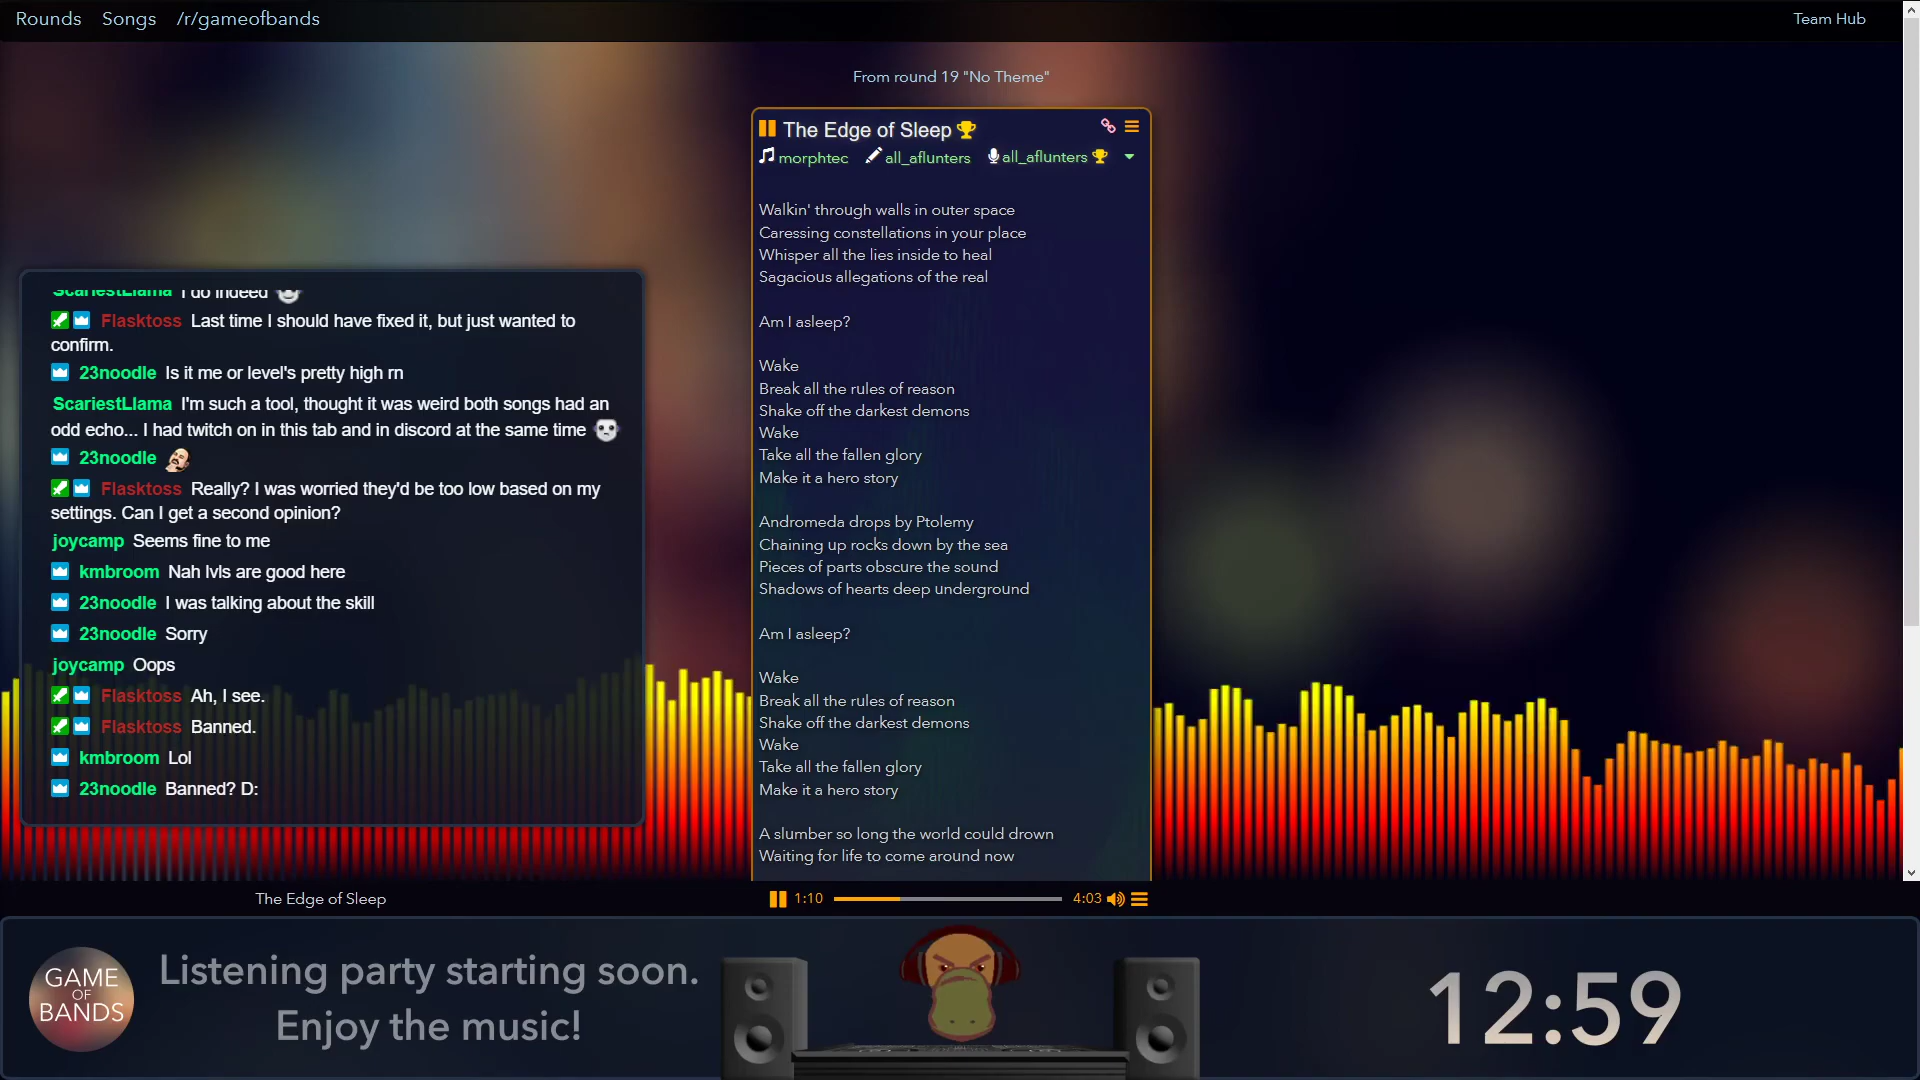 Rounds Songs /r/gameofbands
Team Hub
From round 19 "No Theme"
The Edge of Sleep
morphtec all_aflunters all_aflunters
Walkin' through walls in outer space
Caressing constellations in your place
Whisper all the lies inside to heal
Sagacious allegations of the real
Am I asleep?
Wake
Break all the rules of reason
Shake off the darkest demons
Wake
Take all the fallen glory
Make it a hero story
Andromeda drops by Ptolemy
Chaining up rocks down by the sea
Pieces of parts obscure the sound
Shadows of hearts deep underground
Am I asleep?
Wake
Break all the rules of reason
Shake off the darkest demons
Wake
Take all the fallen glory
Make it a hero story
A slumber so long the world could drown
Waiting for life to come around now
ScariestLlama I do indeed
Flasktoss Last time I should have fixed it, but just wanted to
confirm.
23noodle Is it me or level's pretty high rn
ScariestLlama I'm such a tool, thought it was weird both songs had an
odd echo... I had twitch on in this tab and in discord at the same time
23noodle
Flasktoss Really? I was worried they'd be too low based on my
settings. Can I get a second opinion?
joycamp Seems fine to me
kmbroom Nah lvls are good here
23noodle I was talking about the skill
23noodle Sorry
joycamp Oops
Flasktoss Ah, I see.
Flasktoss Banned.
kmbroom Lol
23noodle Banned? D:
The Edge of Sleep
1:10 4:03
GAME
OF
BANDS
Listening party starting soon.
Enjoy the music!
12:59